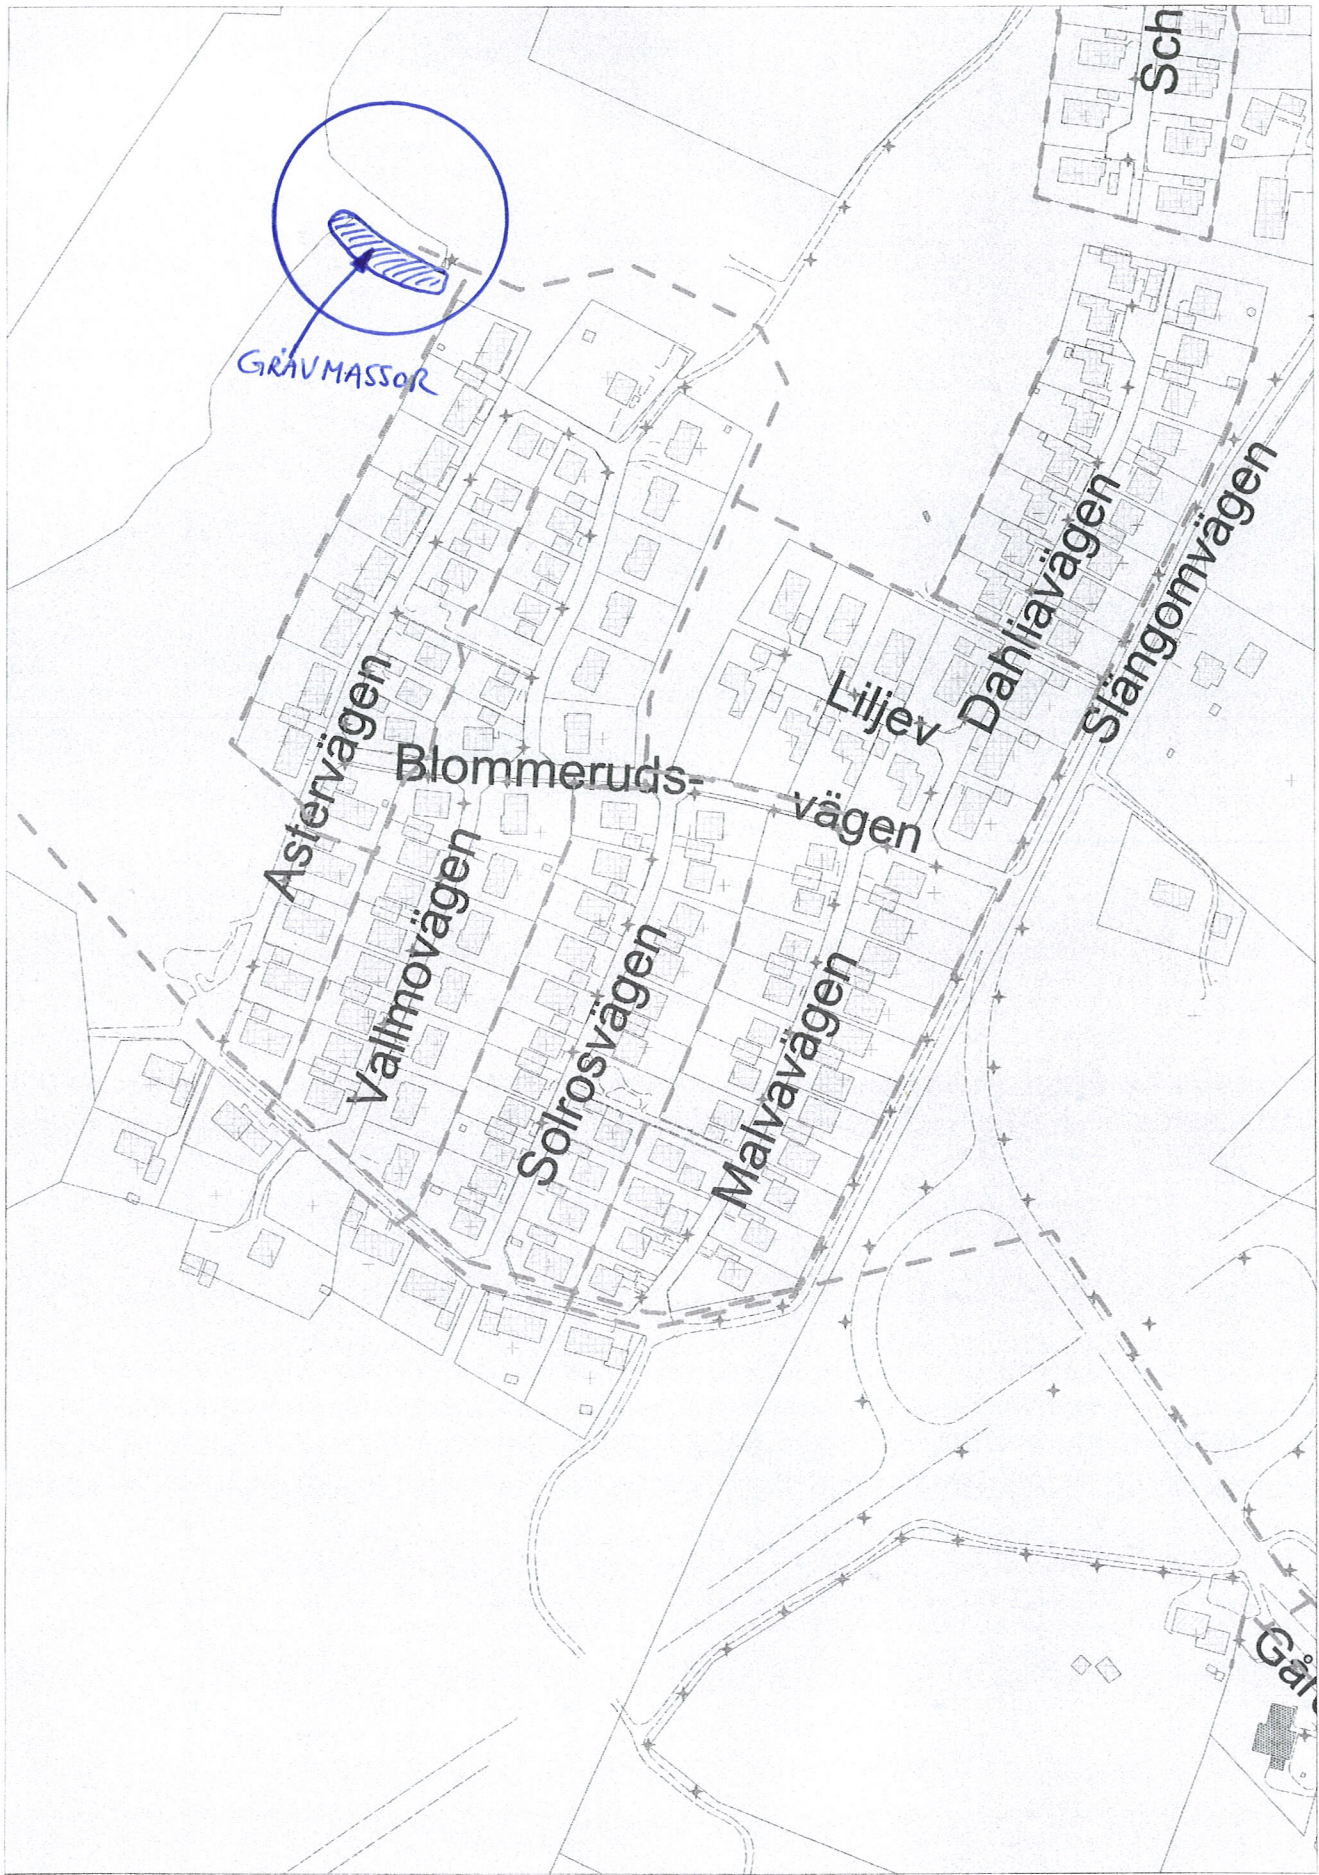 Sch
GRÄVMASSOR
Dahliavägen
Slängomvägen
Liljev
Astervägen
Blommeruds-
vägen
Vallmovägen
Solrosvägen
Malvavägen